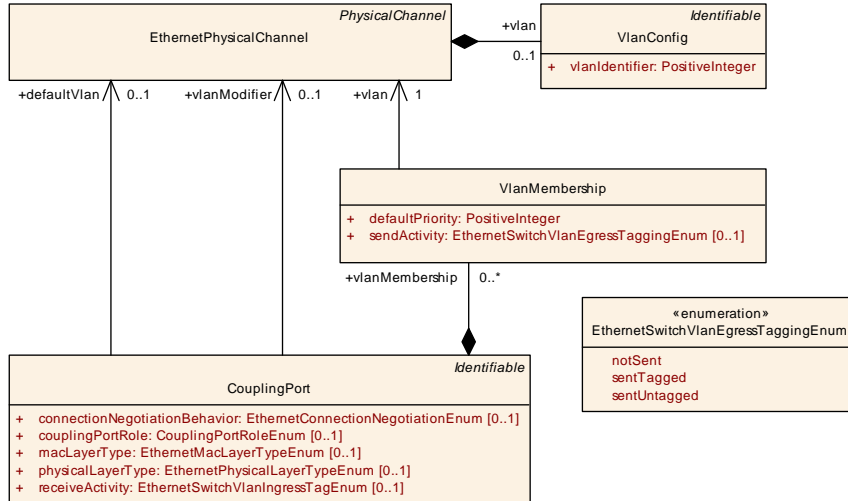 PhysicalChannel
EthernetPhysicalChannel
+vlan
0..1
Identifiable
VlanConfig
+ vlanIdentifier: PositiveInteger
+defaultVlan
0..1
+vlanModifier
0..1
+vlan
1
VlanMembership
+ defaultPriority: PositiveInteger
+ sendActivity: EthernetSwitchVlanEgressTaggingEnum [0..1]
+vlanMembership
0..*
«enumeration»
EthernetSwitchVlanEgressTaggingEnum
notSent
sentTagged
sentUntagged
Identifiable
CouplingPort
+ connectionNegotiationBehavior: EthernetConnectionNegotiationEnum [0..1]
+ couplingPortRole: CouplingPortRoleEnum [0..1]
+ macLayerType: EthernetMacLayerTypeEnum [0..1]
+ physicalLayerType: EthernetPhysicalLayerTypeEnum [0..1]
+ receiveActivity: EthernetSwitchVlanIngressTagEnum [0..1]